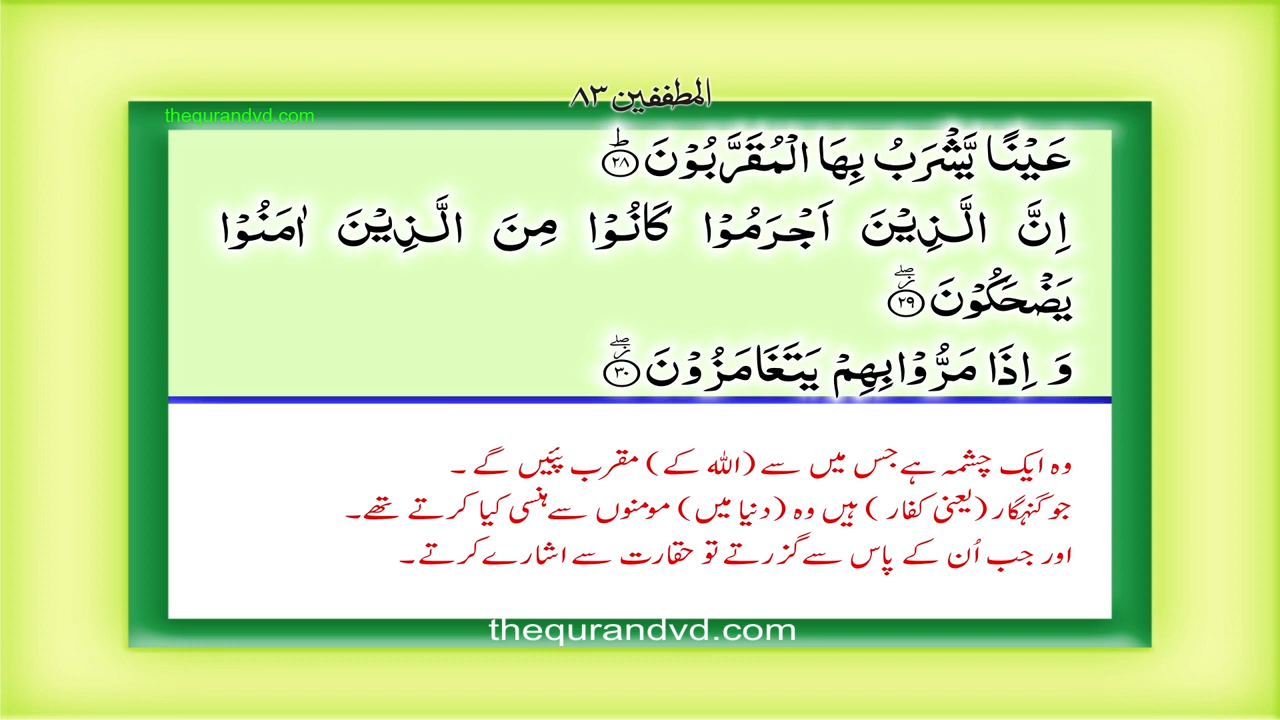 المطففین ۸۳
thequrandvd.com
عَیْنًا یَّشْرَبُ بِهَا الْمُقَرَّبُوْنَ ؕ۲۸
اِنَّ الَّذِیْنَ اَجْرَمُوْا كَانُوْا مِنَ الَّذِیْنَ اٰمَنُوْا
یَضْحَكُوْنَ ۖ٘۲۹
وَ اِذَا مَرُّوْا بِهِمْ یَتَغَامَزُوْنَ ۖ٘۳۰
وہ ایک چشمہ ہے جس میں سے (اللہ کے) مقرب پئیں گے ۔
جو گنہگار (یعنی کفار ) ہیں وہ (دنیا میں) مومنوں سے ہنسی کیا کرتے تھے۔
اور جب اُن کے پاس سے گزرتے تو حقارت سے اشارے کرتے۔
thequrandvd.com